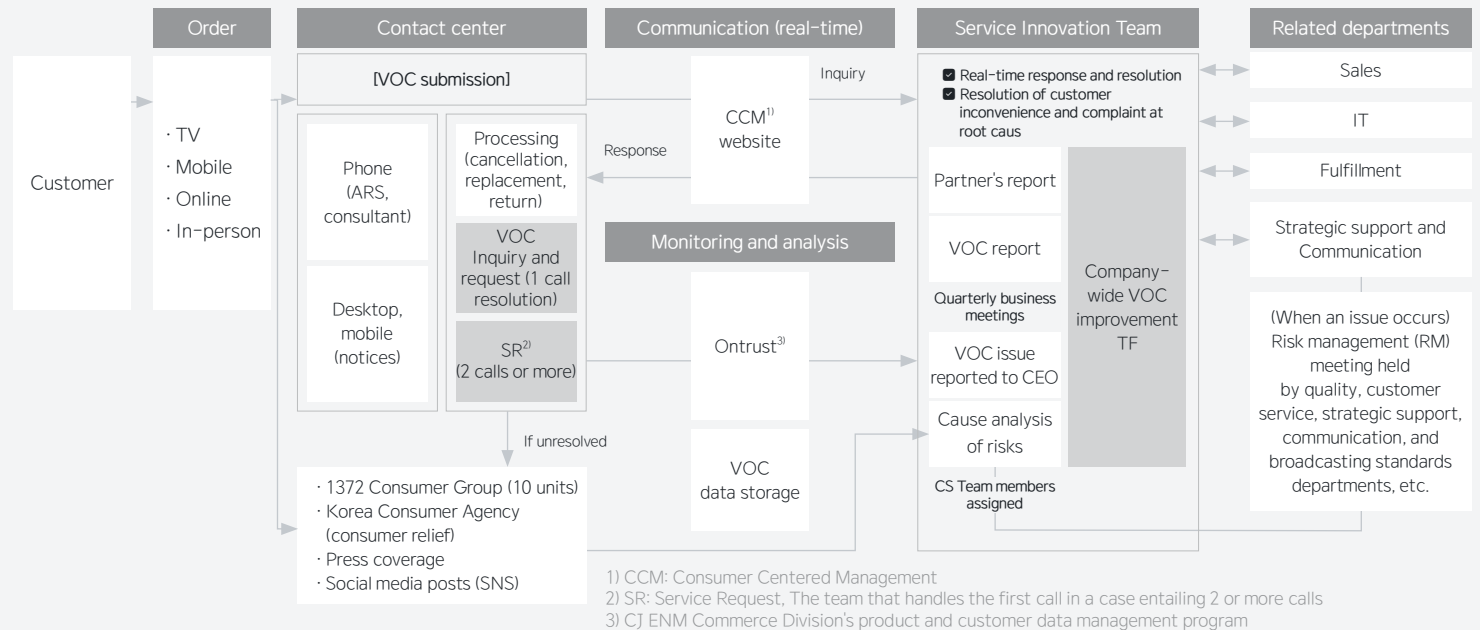 Order
Contact center
Communication (real-time)
Service Innovation Team
Related departments
Customer
· TV
· Mobile
· Online
· In-person
[VOC submission]
Phone
(ARS,
consultant)
Desktop,
mobile
(notices)
Processing
(cancellation,
replacement,
return)
VOC
Inquiry and
request (1 call
resolution)
SR2)
(2 calls or more)
If unresolved
· 1372 Consumer Group (10 units)
· Korea Consumer Agency
(consumer relief)
· Press coverage
· Social media posts (SNS)
Inquiry
Response
CCM1)
website
Monitoring and analysis
Ontrust3)
VOC
data storage
Real-time response and resolution
Resolution of customer
inconvenience and complaint at
root caus
Partner's report
VOC report
Quarterly business
meetings
VOC issue
reported to CEO
Cause analysis
of risks
CS Team members
assigned
Company-
wide VOC
improvement
TF
Sales
IT
Fulfillment
Strategic support and
Communication
(When an issue occurs)
Risk management (RM)
meeting held
by quality, customer
service, strategic support,
communication, and
broadcasting standards
departments, etc.
1) CCM: Consumer Centered Management
2) SR: Service Request, The team that handles the first call in a case entailing 2 or more calls
3) CJ ENM Commerce Division's product and customer data management program